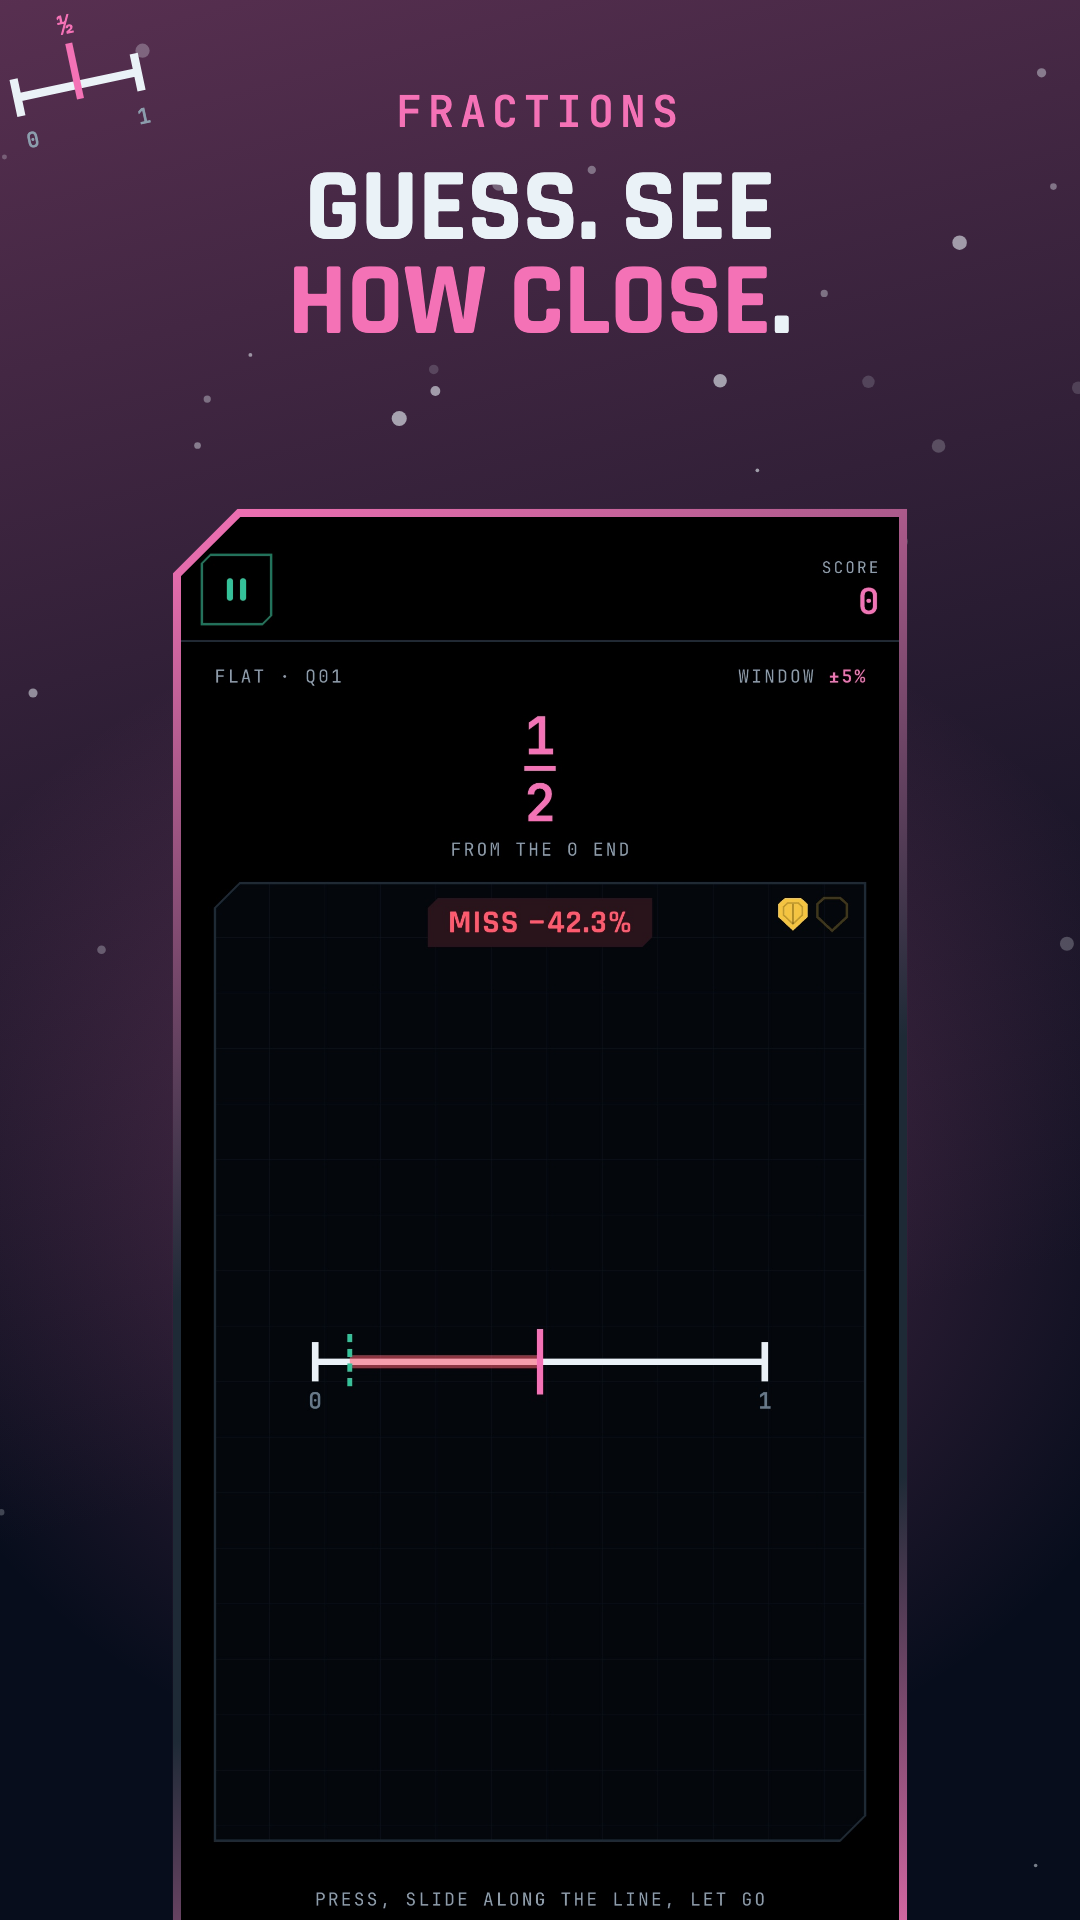 ½
0 1
FRACTIONS
GUESS. SEE
HOW CLOSE.
SCORE
0
FLAT · Q01
WINDOW ±5%
1
2
FROM THE 0 END
MISS −42.3%
0 1
PRESS, SLIDE ALONG THE LINE, LET GO